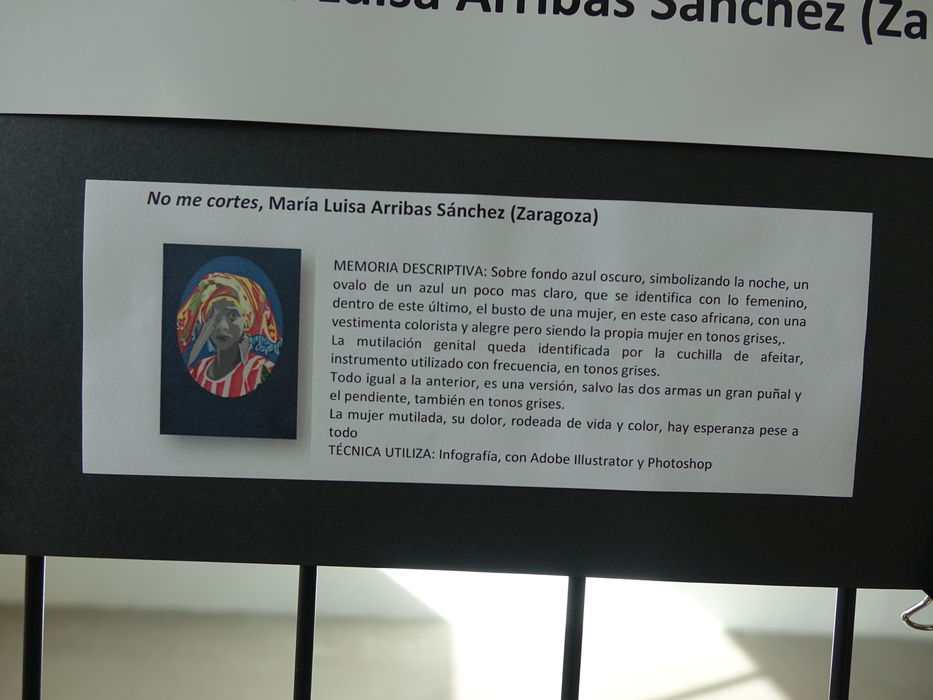 Luisa Arribas Sánchez (Za
No me cortes, María Luisa Arribas Sánchez (Zaragoza)
MEMORIA DESCRIPTIVA: Sobre fondo azul oscuro, simbolizando la noche, un
ovalo de un azul un poco mas claro, que se identifica con lo femenino,
dentro de este último, el busto de una mujer, en este caso africana, con una
vestimenta colorista y alegre pero siendo la propia mujer en tonos grises,.
La mutilación genital queda identificada por la cuchilla de afeitar,
instrumento utilizado con frecuencia, en tonos grises.
Todo igual a la anterior, es una versión, salvo las dos armas un gran puñal y
el pendiente, también en tonos grises.
La mujer mutilada, su dolor, rodeada de vida y color, hay esperanza pese a
todo
TÉCNICA UTILIZA: Infografía, con Adobe Illustrator y Photoshop